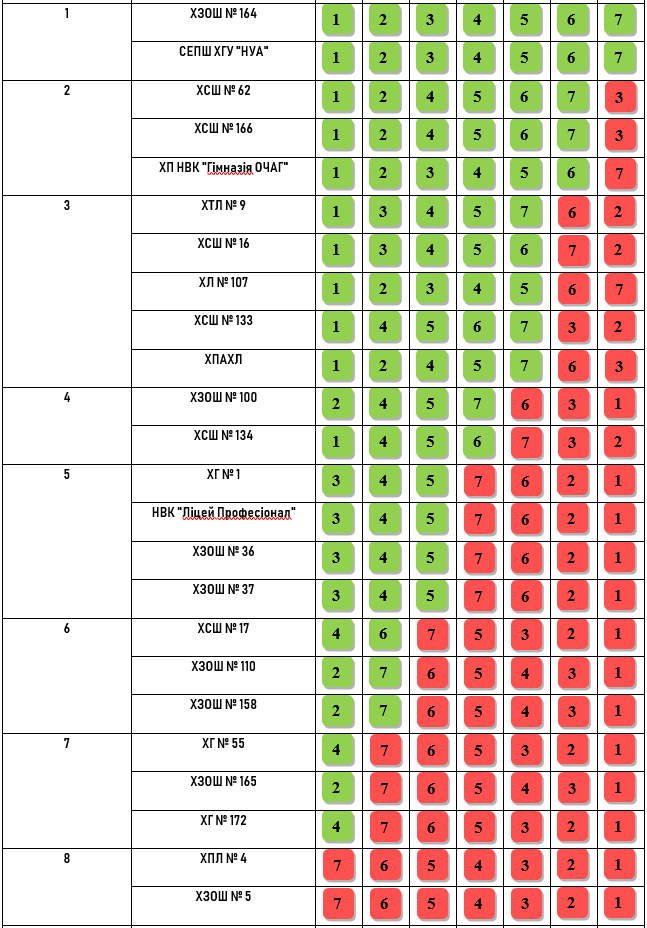 1 ХЗОШ № 164 1 2 3 4 5 6 7
СЕПШ ХГУ "НУА" 1 2 3 4 5 6 7
2 ХСШ № 62 1 2 4 5 6 7 3
ХСШ № 166 1 2 4 5 6 7 3
ХП НВК "Гімназія ОЧАГ" 1 2 3 4 5 6 7
3 ХТЛ № 9 1 3 4 5 7 6 2
ХСШ № 16 1 3 4 5 6 7 2
ХЛ № 107 1 2 3 4 5 6 7
ХСШ № 133 1 4 5 6 7 3 2
ХПАХЛ 1 2 4 5 7 6 3
4 ХЗОШ № 100 2 4 5 7 6 3 1
ХСШ № 134 1 4 5 6 7 3 2
5 ХГ № 1 3 4 5 7 6 2 1
НВК "Ліцей Професіонал" 3 4 5 7 6 2 1
ХЗОШ № 36 3 4 5 7 6 2 1
ХЗОШ № 37 3 4 5 7 6 2 1
6 ХСШ № 17 4 6 7 5 3 2 1
ХЗОШ № 110 2 7 6 5 4 3 1
ХЗОШ № 158 2 7 6 5 4 3 1
7 ХГ № 55 4 7 6 5 3 2 1
ХЗОШ № 165 2 7 6 5 4 3 1
ХГ № 172 4 7 6 5 3 2 1
8 ХПЛ № 4 7 6 5 4 3 2 1
ХЗОШ № 5 7 6 5 4 3 2 1